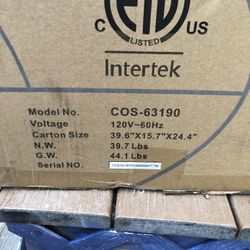 ETL
C US
LISTED
Intertek
Model No. COS-63190
Voltage 120V~60Hz
Carton Size 39.6"X15.7"X24.4"
N.W. 39.7 Lbs
G.W. 44.1 Lbs
Serial NO.